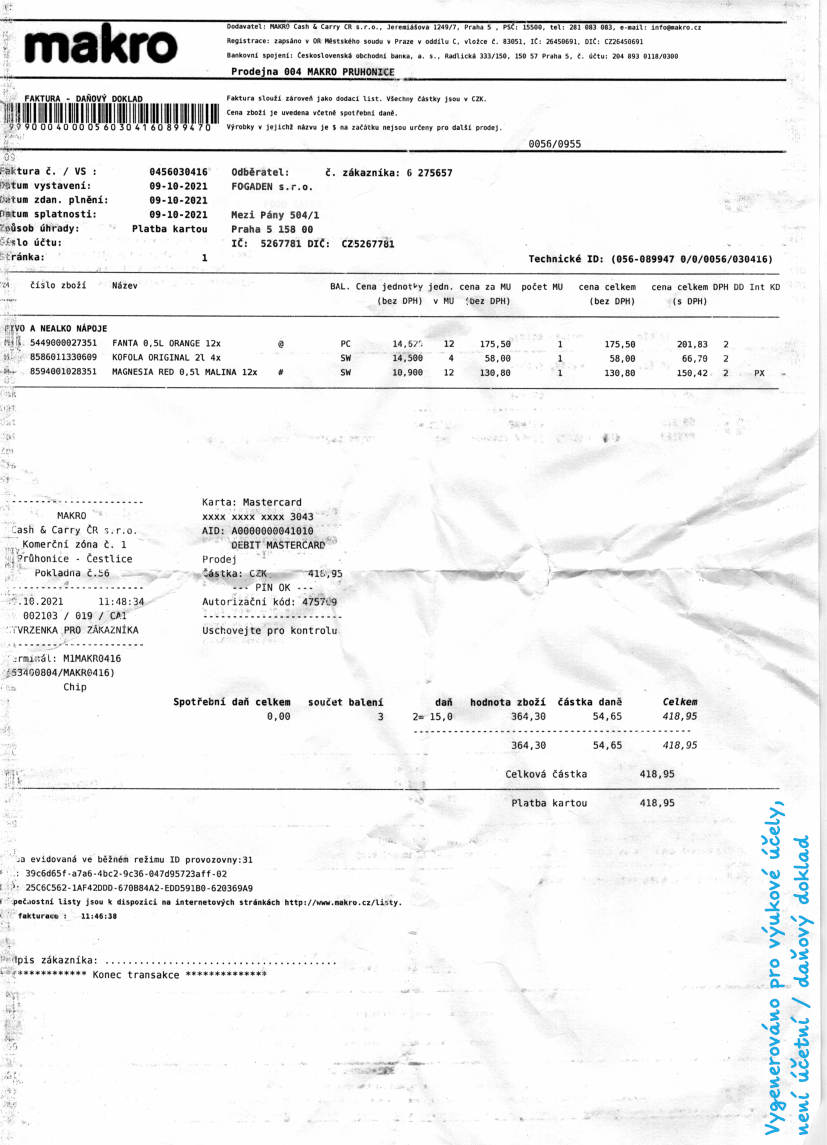 makro
Dodavatel: MAKRO Cash & Carry CR s.r.o., Jeremiášova 1249/7, Praha 5 , PSČ: 15500, tel: 281 083 083, e-mail: info@makro.cz
Registrace: zapsáno v OR Městského soudu v Praze v oddílu C, vložce č. 83051, IČ: 26450691, DIČ: CZ26450691
Bankovní spojení: Československá obchodní banka, a. s., Radlická 333/150, 150 57 Praha 5, č. účtu: 204 893 0118/0300
Prodejna 004 MAKRO PRUHONICE
FAKTURA - DAŇOVÝ DOKLAD
9990004000056030416089947​0
Faktura slouží zároveň jako dodací list. Všechny částky jsou v CZK.
Cena zboží je uvedena včetně spotřební daně.
Výrobky v jejichž názvu je $ na začátku nejsou určeny pro další prodej.
0056/0955
Faktura č. / VS : 0456030416
Datum vystavení: 09-10-2021
Datum zdan. plnění: 09-10-2021
Datum splatnosti: 09-10-2021
Způsob úhrady: Platba kartou
Číslo účtu:
Stránka: 1
Odběratel: č. zákazníka: 6 275657
FOGADEN s.r.o.
Mezi Pány 504/1
Praha 5 158 00
IČ: 5267781 DIČ: CZ5267781
Technické ID: (056-089947 0/0/0056/030416)
číslo zboží Název BAL. Cena jednotky jedn. cena za MU počet MU cena celkem cena celkem DPH DD Int KD
(bez DPH) v MU (bez DPH) (bez DPH) (s DPH)
PIVO A NEALKO NÁPOJE
5449000027351 FANTA 0,5L ORANGE 12x @ PC 14,625 12 175,50 1 175,50 201,83 2
8586011330609 KOFOLA ORIGINAL 2l 4x SW 14,500 4 58,00 1 58,00 66,70 2
8594001028351 MAGNESIA RED 0,5l MALINA 12x # SW 10,900 12 130,80 1 130,80 150,42 2 PX
MAKRO
Cash & Carry ČR s.r.o.
Komerční zóna č. 1
Průhonice - Čestlice
Pokladna č.56
.10.2021 11:48:34
002103 / 019 / CA1
TVRZENKA PRO ZÁKAZNÍKA
Terminál: M1MAKR0416
(53400804/MAKR0416)
Chip
Karta: Mastercard
xxxx xxxx xxxx 3043
AID: A0000000041010
DEBIT MASTERCARD
Prodej
Částka: CZK 418,95
--- PIN OK ---
Autorizační kód: 475709
Uschovejte pro kontrolu
Spotřební daň celkem součet balení daň hodnota zboží částka daně Celkem
0,00 3 2= 15,0 364,30 54,65 418,95
364,30 54,65 418,95
Celková částka 418,95
Platba kartou 418,95
a evidovaná ve běžném režimu ID provozovny:31
: 39c6d65f-a7a6-4bc2-9c36-047d95723aff-02
: 25C6C562-1AF42DDD-670B84A2-EDD591B0-620369A9
pečnostní listy jsou k dispozici na internetových stránkách http://www.makro.cz/listy.
fakturace : 11:46:38
dpis zákazníka: .......................................
************ Konec transakce **************
Vygenerováno pro výukové účely,
není účetní / daňový doklad